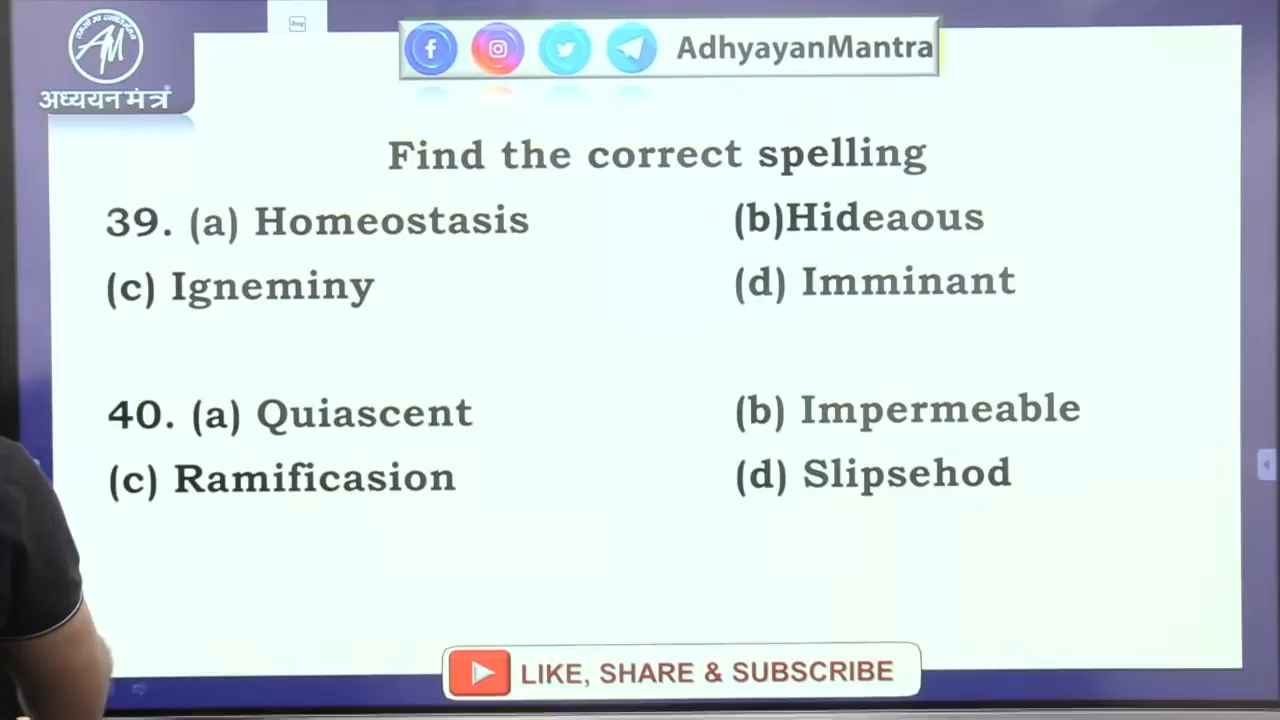 अध्ययन मंत्र
AdhyayanMantra
Find the correct spelling
39. (a) Homeostasis (b)Hideaous
(c) Igneminy (d) Imminant
40. (a) Quiascent (b) Impermeable
(c) Ramificasion (d) Slipsehod
LIKE, SHARE & SUBSCRIBE